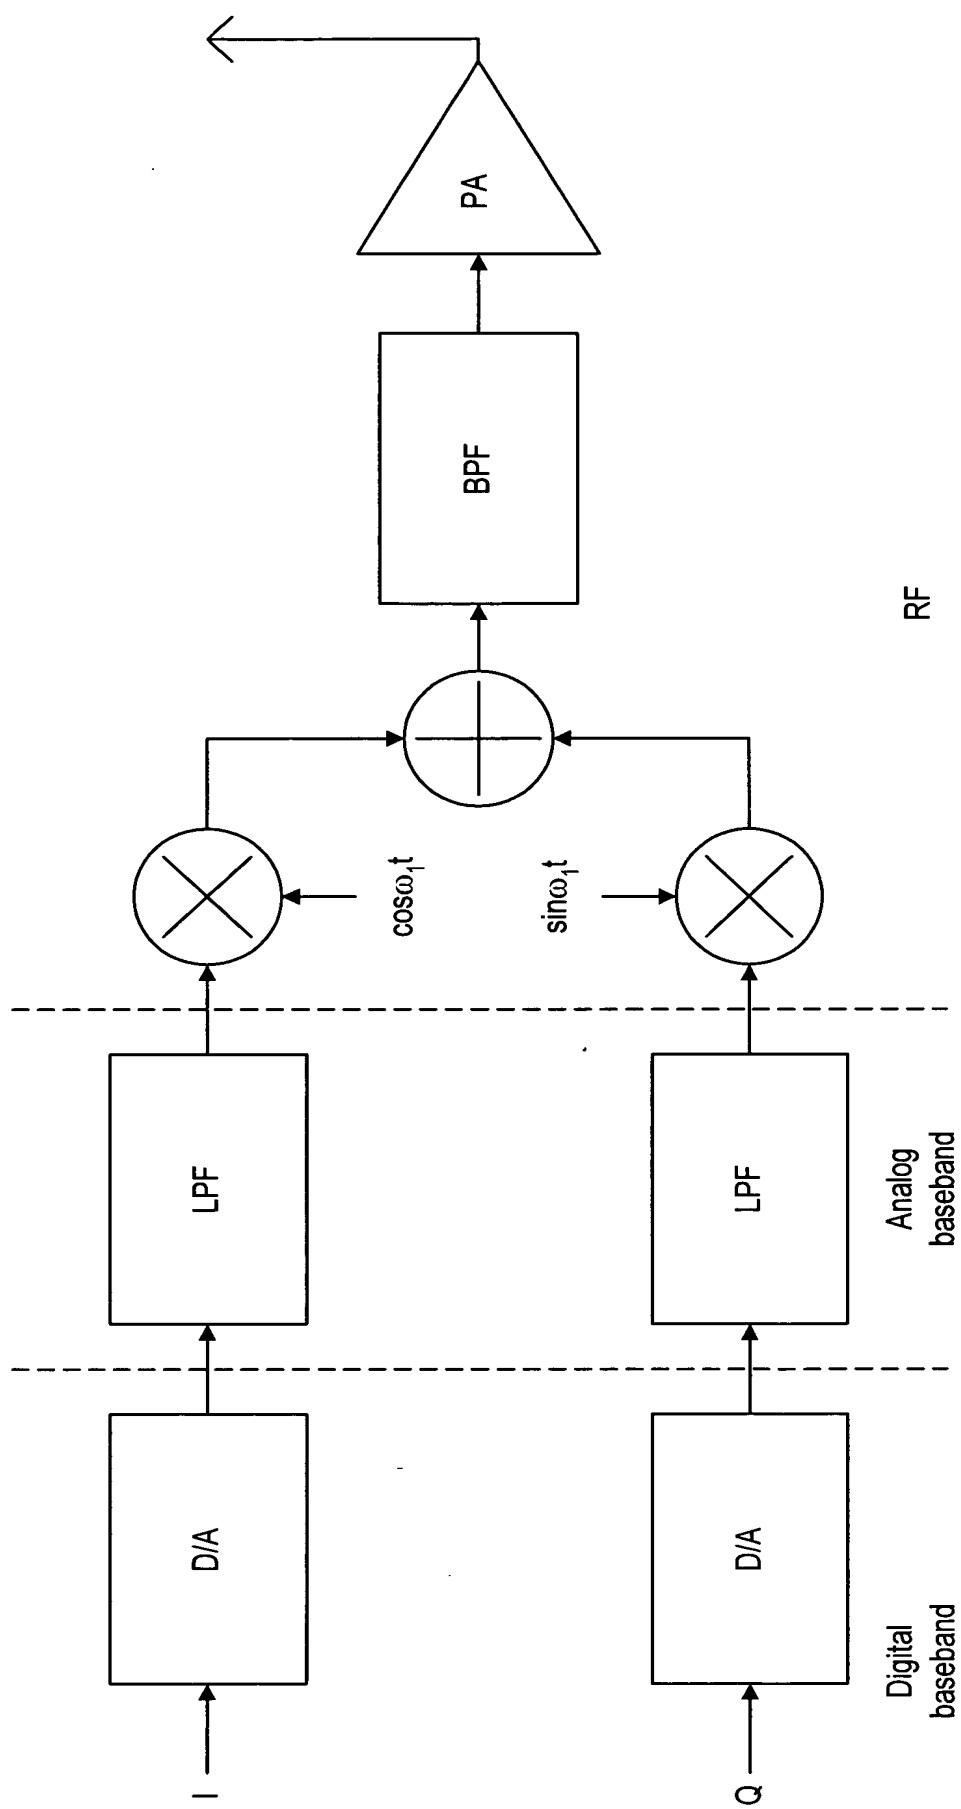 I
D/A
LPF
cosω₁t
BPF
PA
sinω₁t
Q
D/A
LPF
Digital
baseband
Analog
baseband
RF